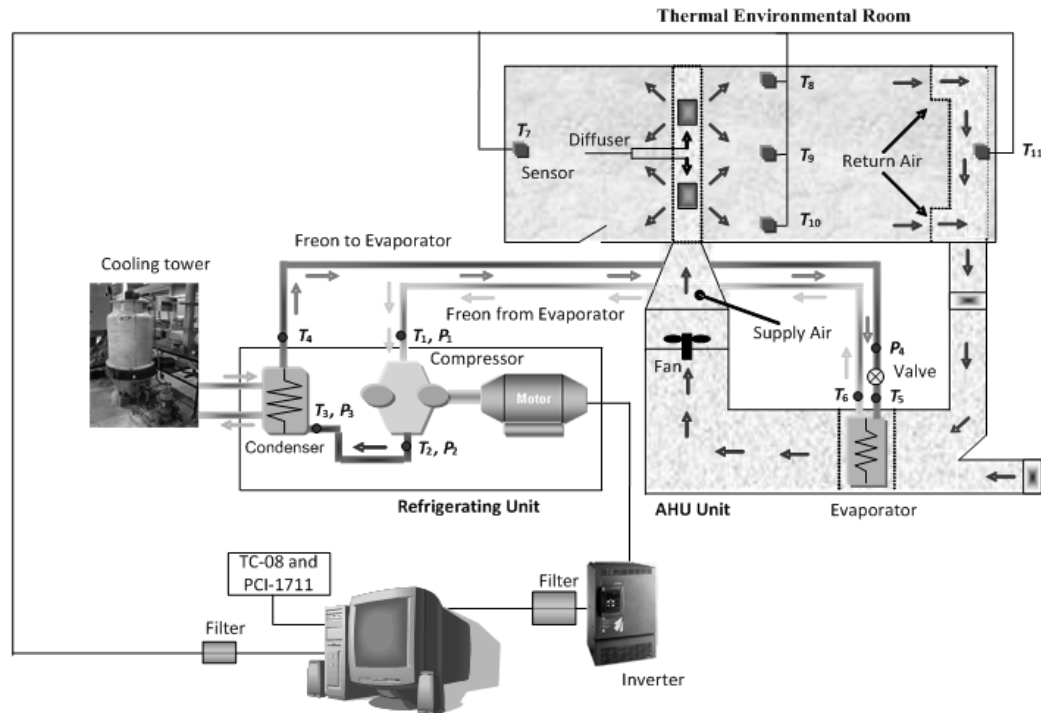 Thermal Environmental Room
T7
Sensor
Diffuser
T8
T9
T10
Return Air
T11
Freon to Evaporator
Cooling tower
Freon from Evaporator
Supply Air
T4
T1, P1
Compressor
Fan
P4
Valve
T6
T5
Motor
T3, P3
Condenser
T2, P2
Refrigerating Unit
AHU Unit
Evaporator
TC-08 and
PCI-1711
Filter
Filter
Inverter